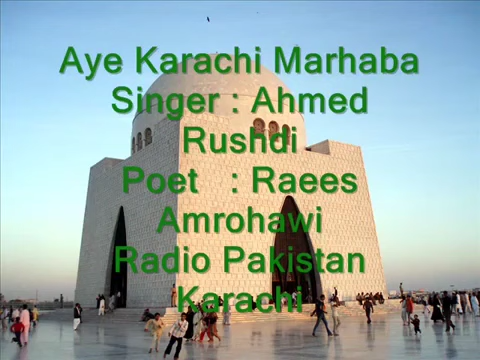 Aye Karachi Marhaba
Singer : Ahmed
Rushdi
Poet : Raees
Amrohawi
Radio Pakistan
Karachi